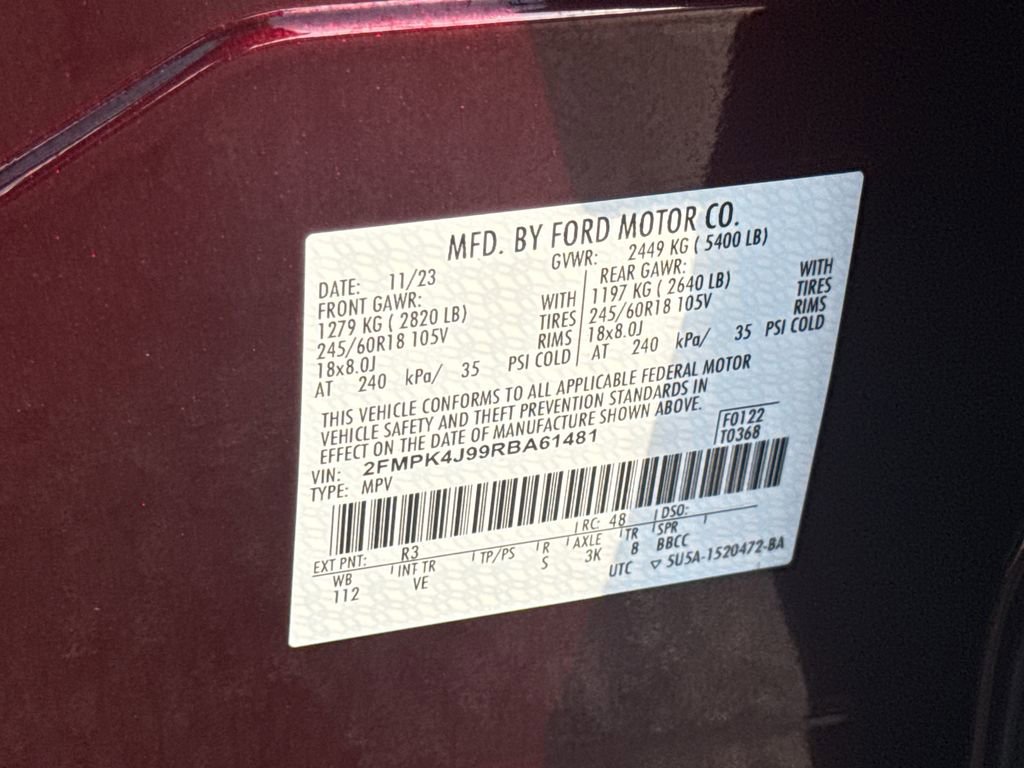 MFD. BY FORD MOTOR CO.
DATE: 11/23 GVWR: 2449 KG ( 5400 LB)
FRONT GAWR: WITH REAR GAWR: WITH
1279 KG ( 2820 LB) TIRES 1197 KG ( 2640 LB) TIRES
245/60R18 105V RIMS 245/60R18 105V RIMS
18x8.0J 18x8.0J
AT 240 kPa/ 35 PSI COLD AT 240 kPa/ 35 PSI COLD
THIS VEHICLE CONFORMS TO ALL APPLICABLE FEDERAL MOTOR
VEHICLE SAFETY AND THEFT PREVENTION STANDARDS IN
EFFECT ON THE DATE OF MANUFACTURE SHOWN ABOVE.
VIN: 2FMPK4J99RBA61481 F0122
TYPE: MPV T0368
EXT PNT: R3 RC: 48 DSO:
WB INT TR TP/PS R AXLE TR SPR
112 VE S 3K 8 BBCC
UTC ▽ 5U5A-1520472-BA